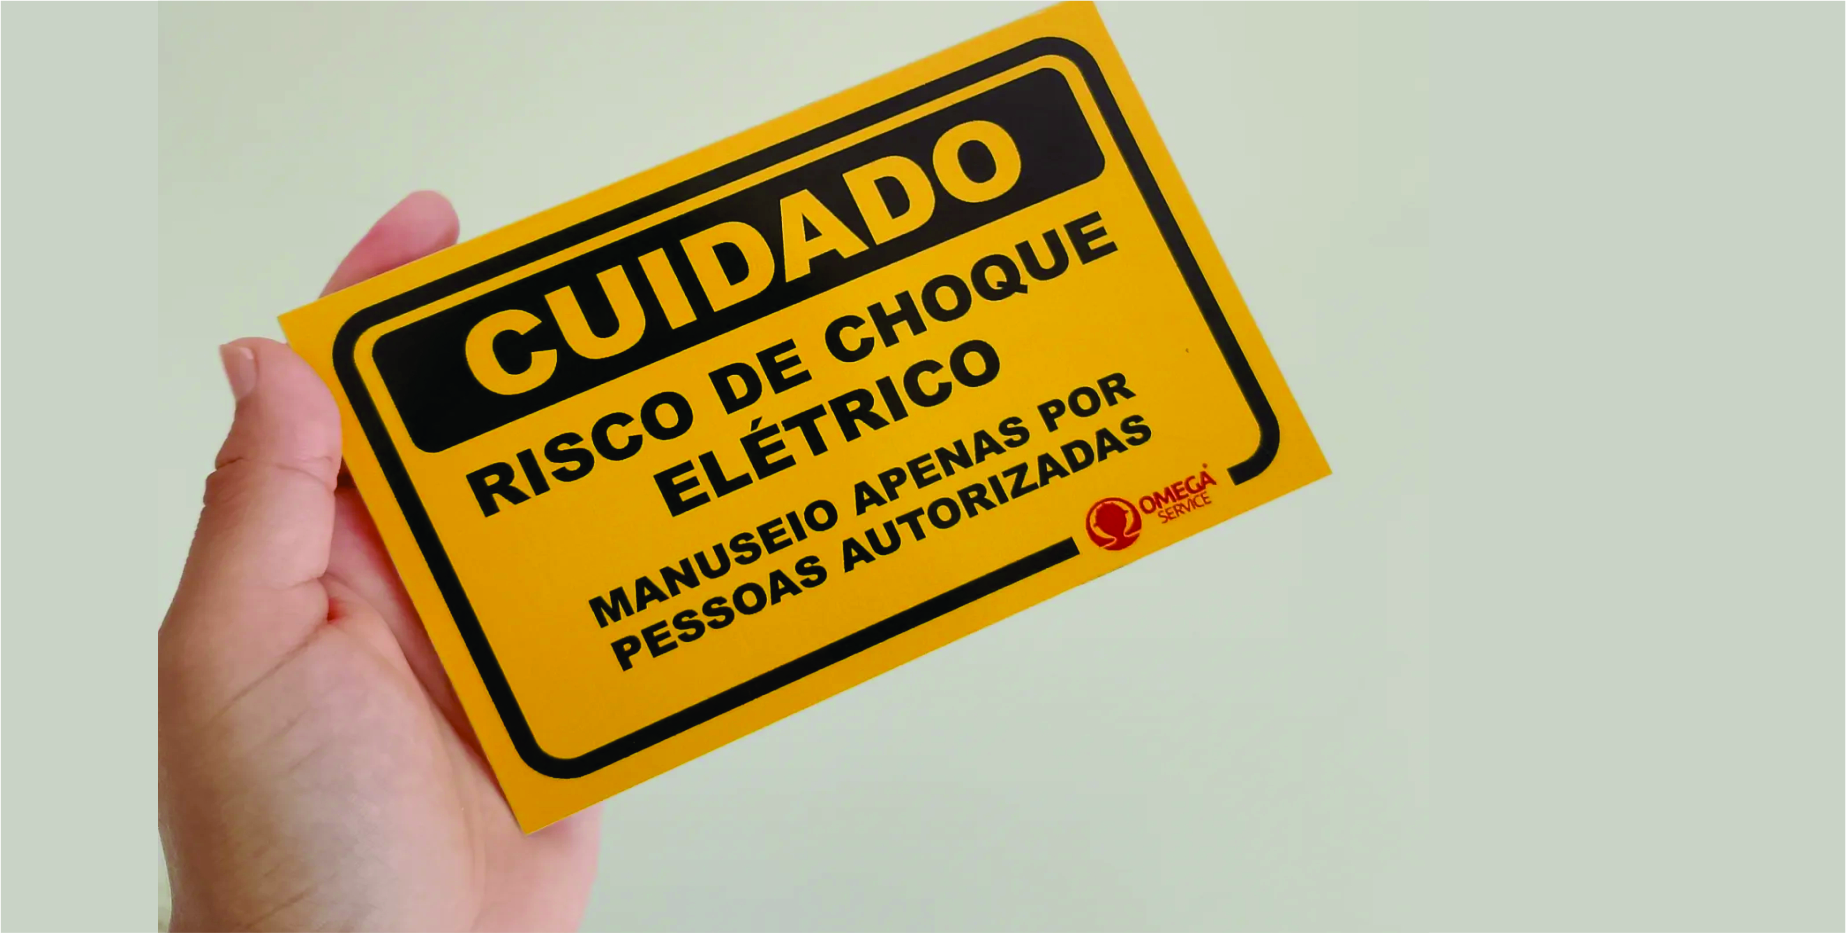 CUIDADO
RISCO DE CHOQUE
ELÉTRICO
MANUSEIO APENAS POR
PESSOAS AUTORIZADAS
OMEGA
SERVICE